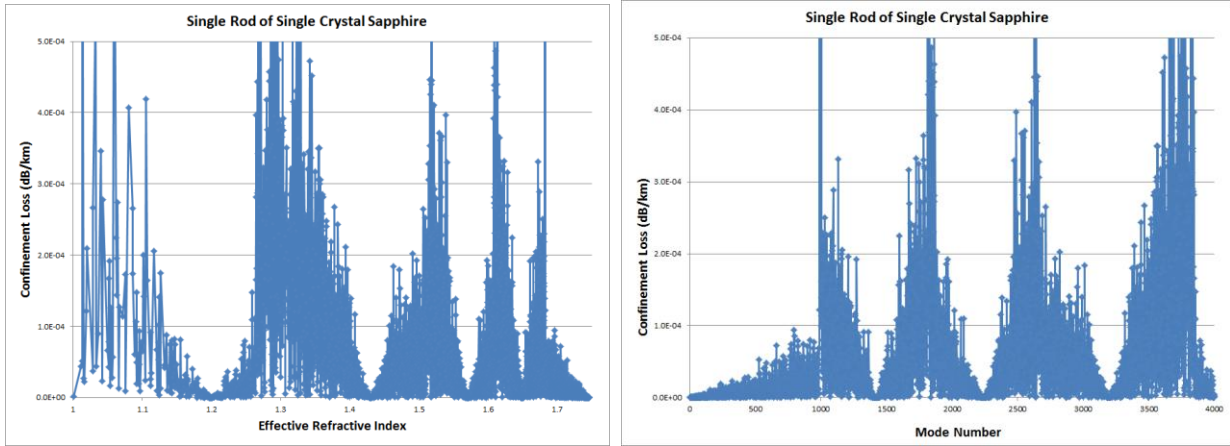 Single Rod of Single Crystal Sapphire
5.0E-04
4.0E-04
3.0E-04
2.0E-04
1.0E-04
0.0E+00
Confinement Loss (dB/km)
1
1.1
1.2
1.3
1.4
1.5
1.6
1.7
Effective Refractive Index
Single Rod of Single Crystal Sapphire
5.0E-04
4.0E-04
3.0E-04
2.0E-04
1.0E-04
0.0E+00
Confinement Loss (dB/km)
0
500
1000
1500
2000
2500
3000
3500
4000
Mode Number